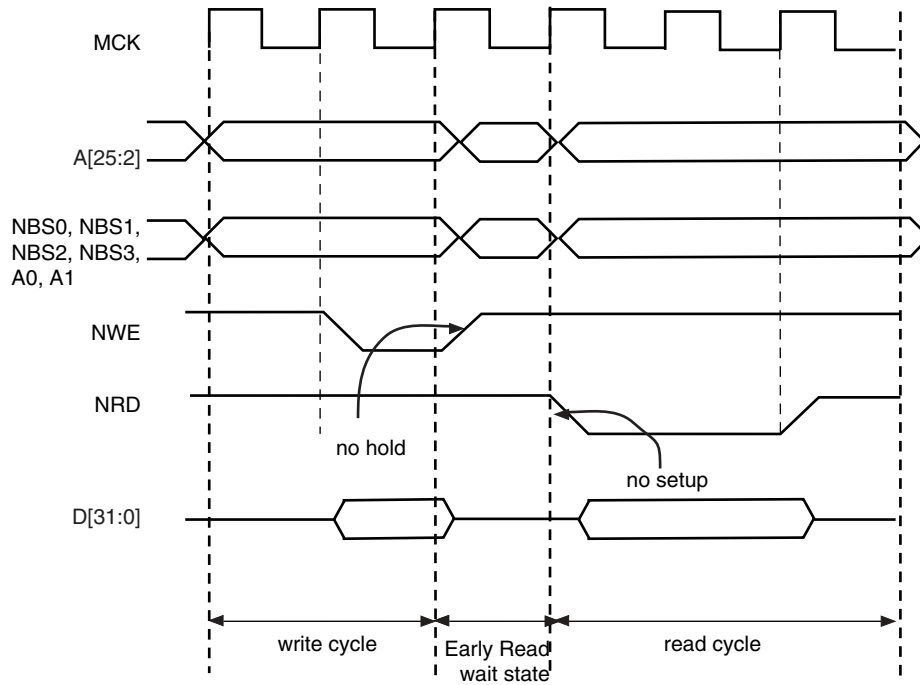 MCK
A[25:2]
NBS0, NBS1,
NBS2, NBS3,
A0, A1
NWE
NRD
no hold
no setup
D[31:0]
write cycle
Early Read
wait state
read cycle